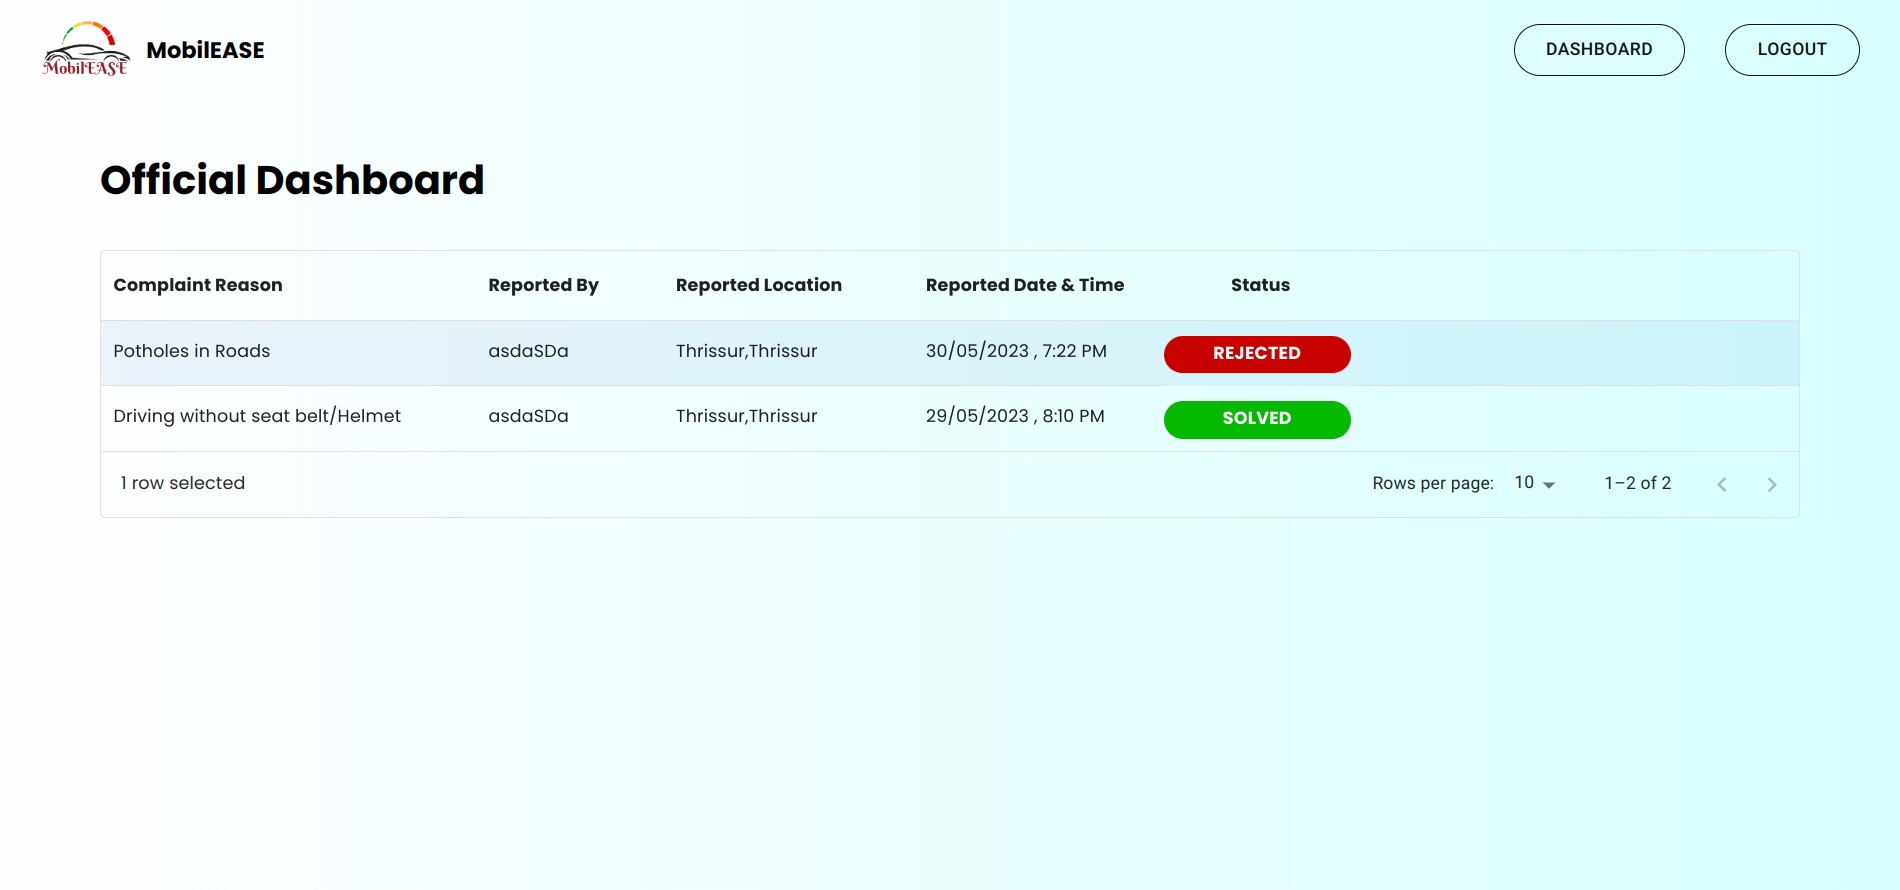 MobilEASE
MobilEASE
DASHBOARD
LOGOUT
Official Dashboard
Complaint Reason Reported By Reported Location Reported Date & Time Status
Potholes in Roads asdaSDa Thrissur,Thrissur 30/05/2023 , 7:22 PM REJECTED
Driving without seat belt/Helmet asdaSDa Thrissur,Thrissur 29/05/2023 , 8:10 PM SOLVED
1 row selected Rows per page: 10 1–2 of 2